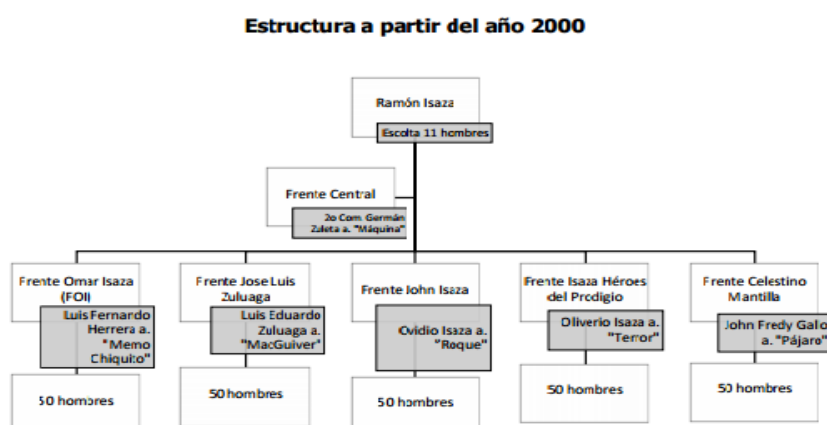 Estructura a partir del año 2000
Ramón Isaza
Escolta 11 hombres
Frente Central
2o Com. Germán
Zuleta a. "Máquina"
Frente Omar Isaza
(FOI)
Luis Fernando
Herrera a.
"Memo
Chiquito"
50 hombres
Frente Jose Luis
Zuluaga
Luis Eduardo
Zuluaga a.
"MacGuiver"
50 hombres
Frente John Isaza
Ovidio Isaza a.
"Roque"
50 hombres
Frente Isaza Héroes
del Prodigio
Oliverio Isaza a.
"Terror"
50 hombres
Frente Celestino
Mantilla
John Fredy Gallo
a. "Pájaro"
50 hombres